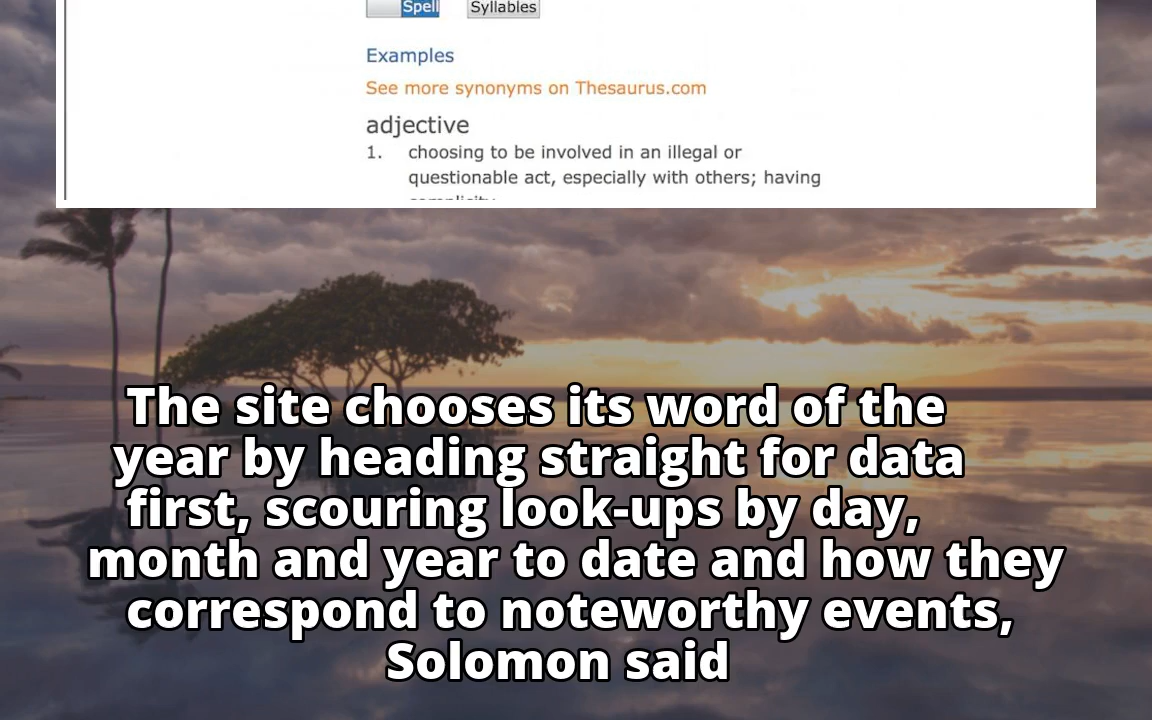 Spell Syllables
Examples
See more synonyms on Thesaurus.com
adjective
1. choosing to be involved in an illegal or
questionable act, especially with others; having
The site chooses its word of the
year by heading straight for data
first, scouring look-ups by day,
month and year to date and how they
correspond to noteworthy events,
Solomon said